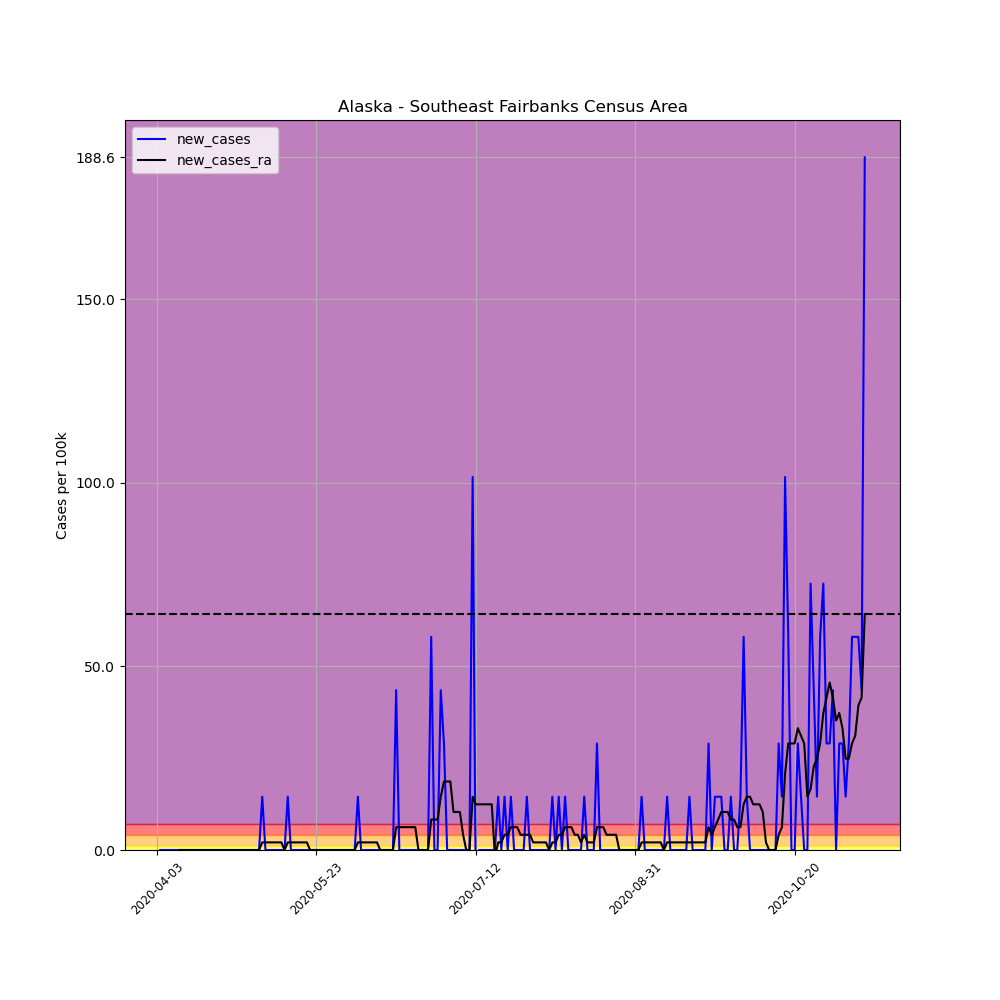 Alaska - Southeast Fairbanks Census Area
new_cases
new_cases_ra
188.6
150.0
100.0
50.0
0.0
Cases per 100k
2020-04-03
2020-05-23
2020-07-12
2020-08-31
2020-10-20